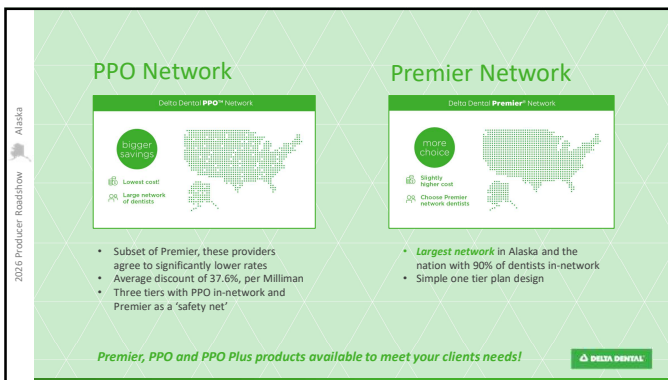 2026 Producer Roadshow Alaska
PPO Network
Delta Dental PPO™ Network
bigger
savings
Lowest cost!
Large network
of dentists
• Subset of Premier, these providers
agree to significantly lower rates
• Average discount of 37.6%, per Milliman
• Three tiers with PPO in-network and
Premier as a ‘safety net’
Premier Network
Delta Dental Premier® Network
more
choice
Slightly
higher cost
Choose Premier
network dentists
• Largest network in Alaska and the
nation with 90% of dentists in-network
• Simple one tier plan design
Premier, PPO and PPO Plus products available to meet your clients needs!
DELTA DENTAL®